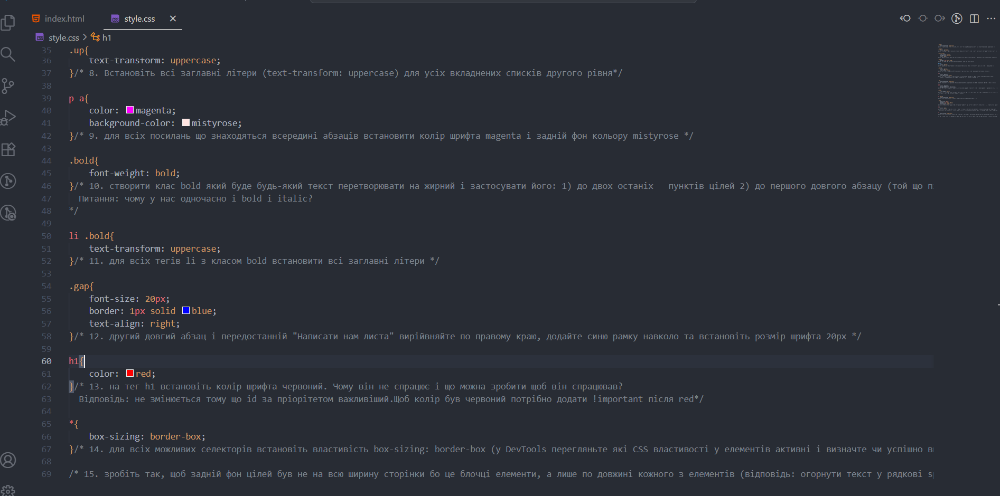 index.html
style.css
style.css > h1
35 .up{
36 text-transform: uppercase;
37 }/* 8. Встановіть всі заглавні літери (text-transform: uppercase) для усіх вкладнених списків другого рівня*/
38
39 p a{
40 color: magenta;
41 background-color: mistyrose;
42 }/* 9. для всіх посилань що знаходяться всередині абзаців встановити колір шрифта magenta і задній фон кольору mistyrose */
43
44 .bold{
45 font-weight: bold;
46 }/* 10. створити клас bold який буде будь-який текст перетворювати на жирний і застосувати його: 1) до двох останіх   пунктів цілей 2) до першого довгого абзацу (той що
47 Питання: чому у нас одночасно і bold і italic?
48 */
49
50 li .bold{
51 text-transform: uppercase;
52 }/* 11. для всіх тегів li з класом bold встановити всі заглавні літери */
53
54 .gap{
55 font-size: 20px;
56 border: 1px solid blue;
57 text-align: right;
58 }/* 12. другий довгий абзац і передостанній "Написати нам листа" вирійвняйте по правому краю, додайте синю рамку навколо та встановіть розмір шрифта 20px */
59
60 h1{
61 color: red;
62 }/* 13. на тег h1 встановіть колір шрифта червоний. Чому він не спрацює і що можна зробити щоб він спрацював?
63 Відповідь: не змінюється тому що id за пріорітетом важливіший.Щоб колір був червоний потрібно додати !important після red*/
64
65 *{
66 box-sizing: border-box;
67 }/* 14. для всіх можливих селекторів встановіть властивість box-sizing: border-box (у DevTools перегляньте які CSS властивості у елементів активні і визначте чи успішно
68
69 /* 15. зробіть так, щоб задній фон цілей був не на всю ширину сторінки бо це блочці елементи, а лише по довжині кожного з елементів (відповідь: огорнути текст у рядкові